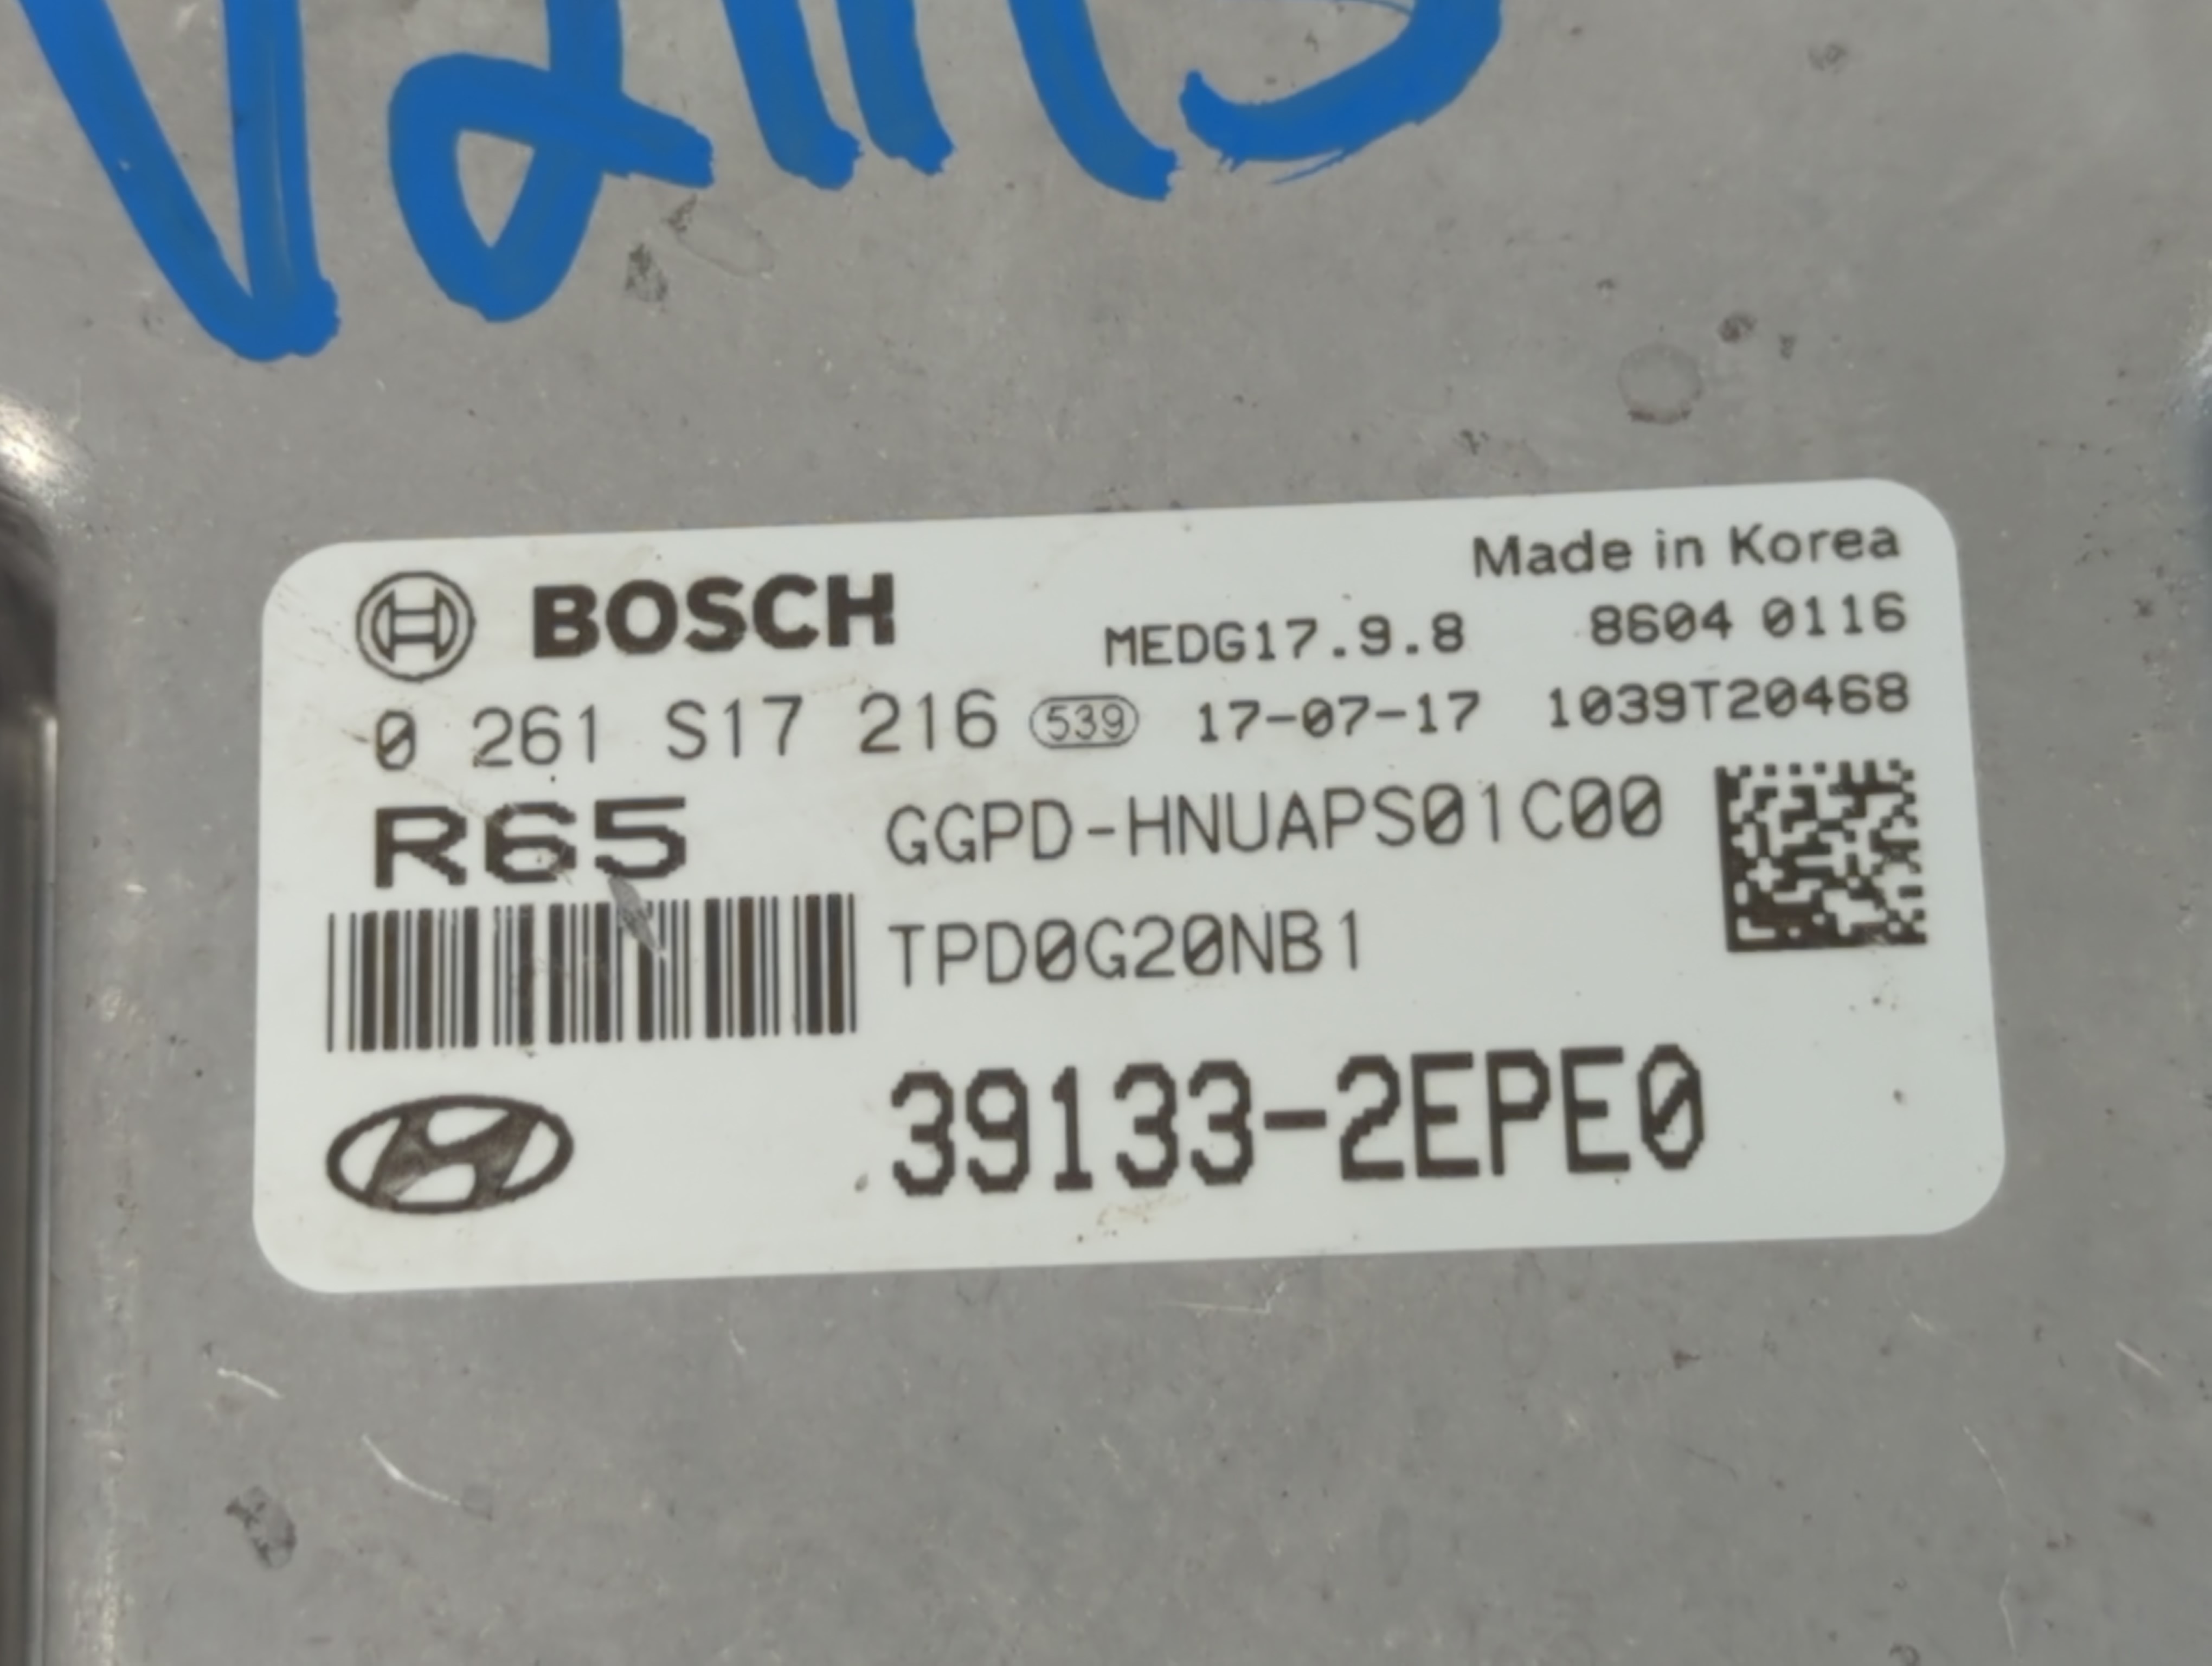 Made in Korea
BOSCH
MEDG17.9.8 8604 0116
0 261 S17 216 539 17-07-17 1039T20468
R65 GGPD-HNUAPS01C00
TPD0G20NB1
39133-2EPE0